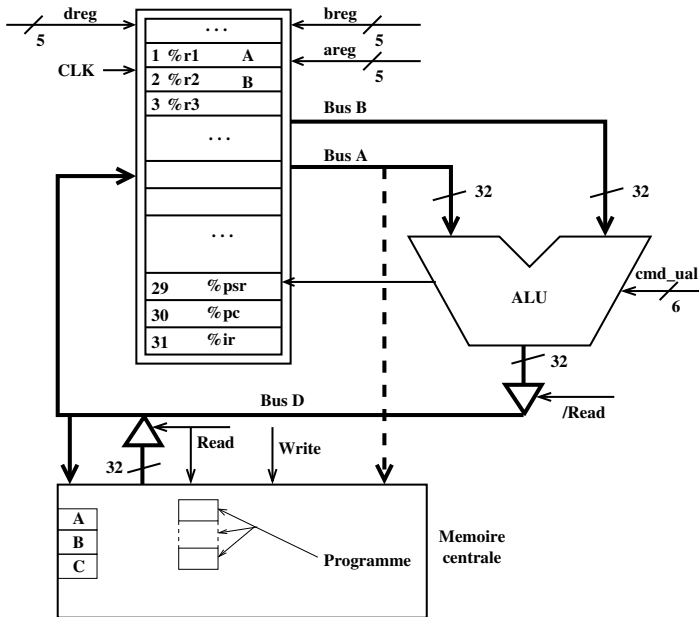 dreg
5
breg
5
areg
5
CLK
...
1 %r1 A
2 %r2 B
3 %r3
...
...
29 %psr
30 %pc
31 %ir
Bus B
Bus A
32
32
ALU
cmd_ual
6
32
/Read
Bus D
Read
Write
32
A
B
C
Programme
Memoire
centrale